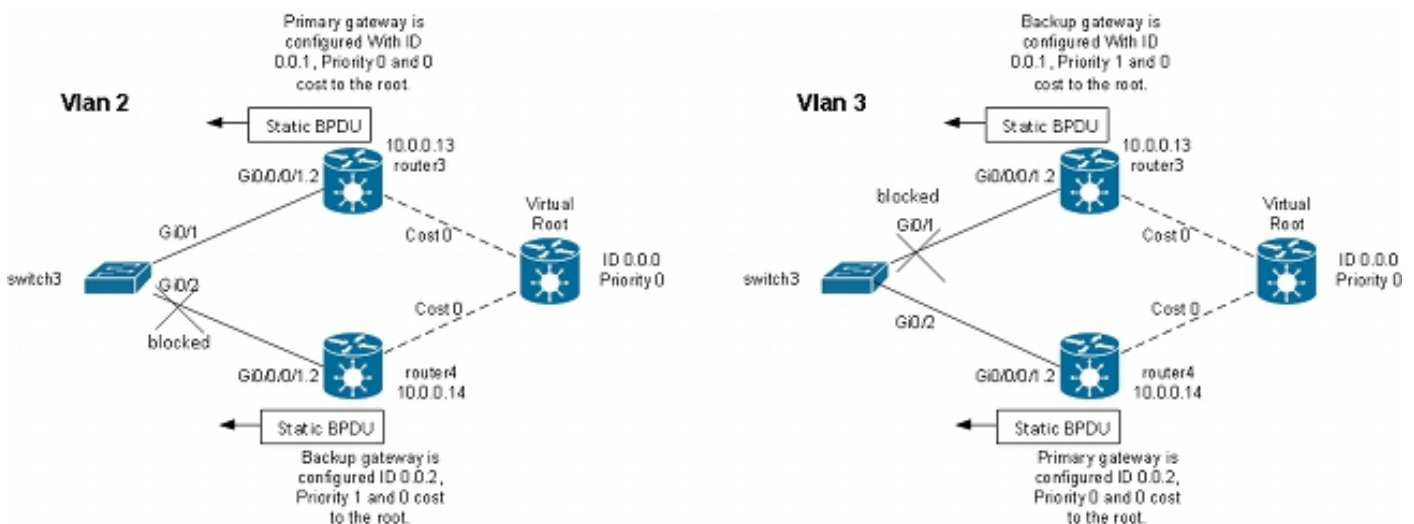 Primary gateway is
configured With ID
0.0.1, Priority 0 and 0
cost to the root.
Vlan 2
Static BPDU
10.0.0.13
router3
Gi0/0/0/1.2
Virtual
Root
Gi0/1
Cost 0
ID 0.0.0
Priority 0
switch3
Gi0/2
Cost 0
blocked
router4
Gi0/0/0/1.2
10.0.0.14
Static BPDU
Backup gateway is
configured ID 0.0.2,
Priority 1 and 0 cost
to the root.
Backup gateway is
configured With ID
0.0.1, Priority 1 and 0
cost to the root.
Vlan 3
Static BPDU
10.0.0.13
router3
Gi0/0/0/1.2
blocked
Virtual
Root
Gi0/1
Cost 0
ID 0.0.0
Priority 0
switch3
Cost 0
Gi0/2
router4
Gi0/0/0/1.2
10.0.0.14
Static BPDU
Primary gateway is
configured ID 0.0.2,
Priority 0 and 0 cost
to the root.